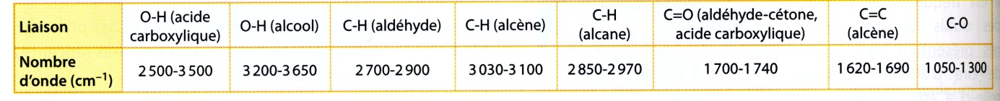 Liaison
O-H (acide
carboxylique)
O-H (alcool)
C-H (aldéhyde)
C-H (alcène)
C-H
(alcane)
C=O (aldéhyde-cétone,
acide carboxylique)
C=C
(alcène)
C-O
Nombre
d'onde (cm⁻¹)
2 500-3 500
3 200-3 650
2 700-2 900
3 030-3 100
2 850-2 970
1 700-1 740
1 620-1 690
1 050-1 300